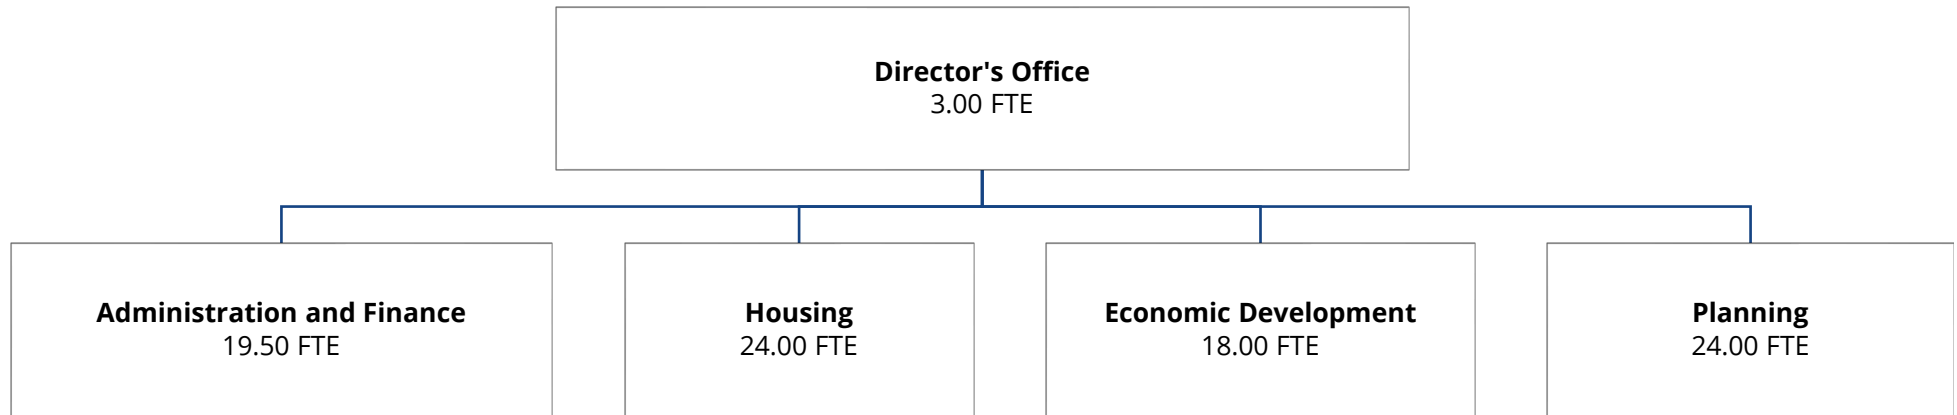 Director's Office
3.00 FTE
Administration and Finance
19.50 FTE
Housing
24.00 FTE
Economic Development
18.00 FTE
Planning
24.00 FTE